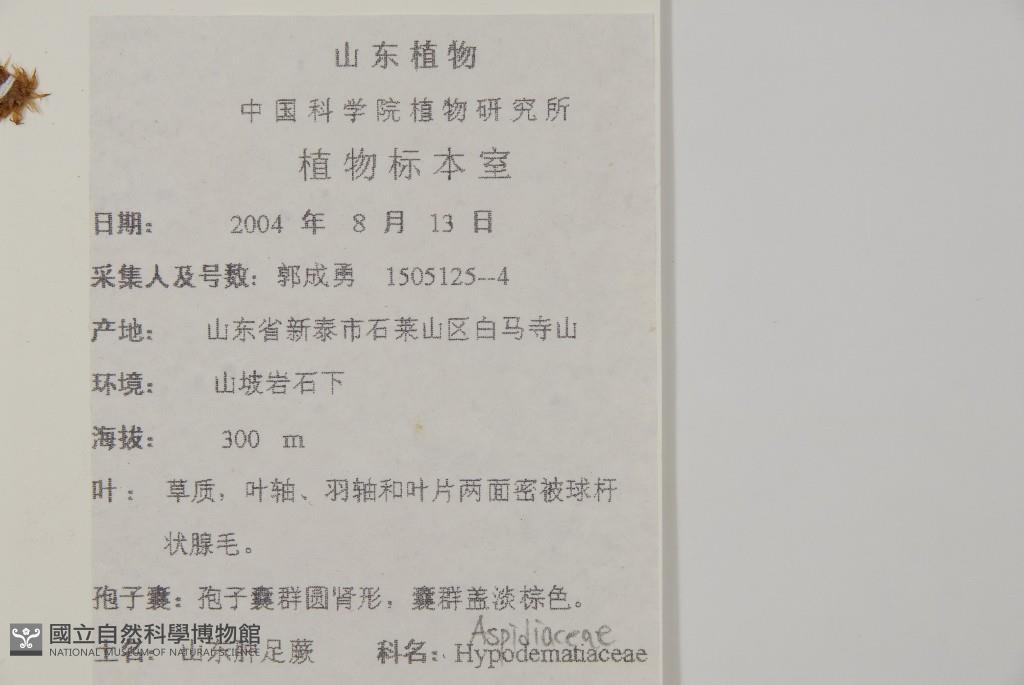 山东植物
中国科学院植物研究所
植物标本室
日期： 2004 年 8 月 13 日
采集人及号数：郭成勇 1505125--4
产地： 山东省新泰市石莱山区白马寺山
环境： 山坡岩石下
海拔： 300 m
叶： 草质，叶轴、羽轴和叶片两面密被球杆
状腺毛。
孢子囊：孢子囊群圆肾形，囊群盖淡棕色。
Aspidiaceae
山东肿足蕨 科名：Hypodematiaceae
國立自然科學博物館
NATIONAL MUSEUM OF NATURAL SCIENCE